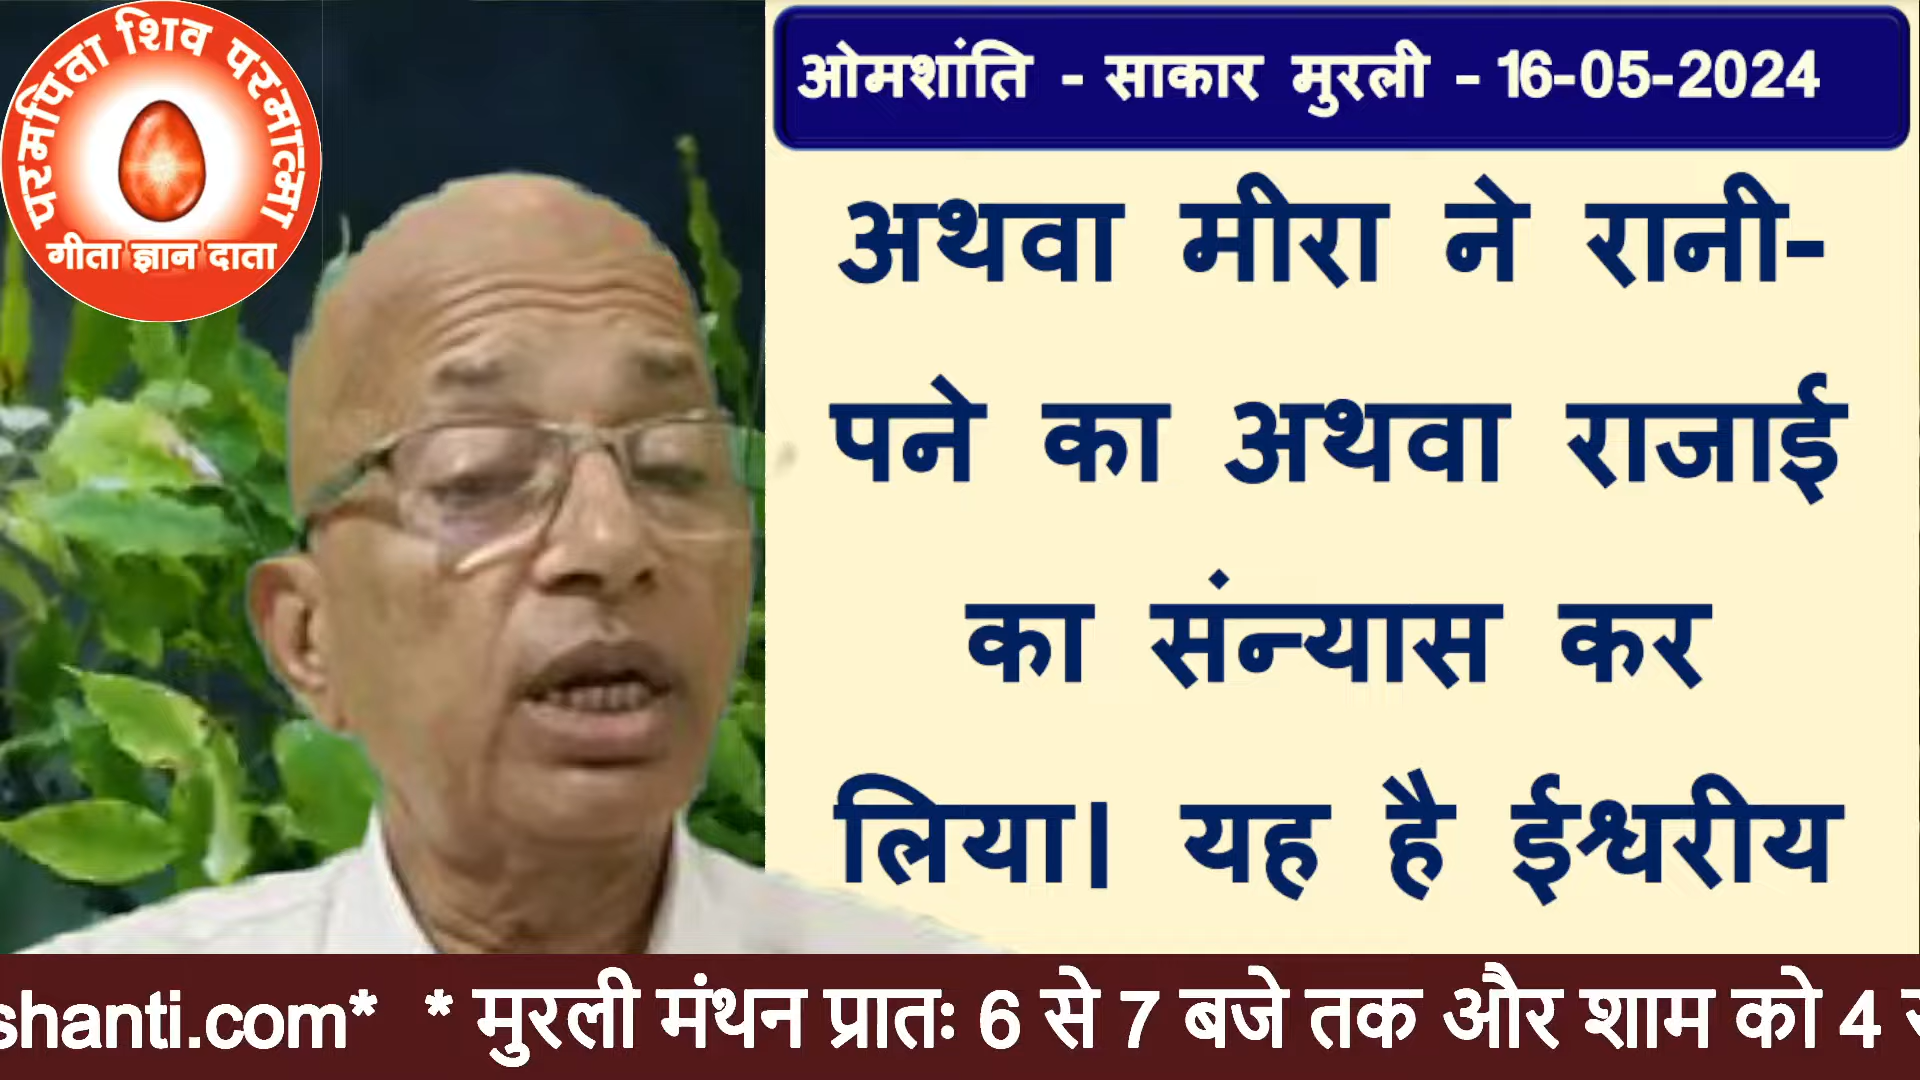 परमपिता शिव परमात्मा
गीता ज्ञान दाता
ओमशांति - साकार मुरली - 16-05-2024
अथवा मीरा ने रानी-
पने का अथवा राजाई
का संन्यास कर
लिया। यह है ईश्वरीय
shanti.com* * मुरली मंथन प्रातः 6 से 7 बजे तक और शाम को 4